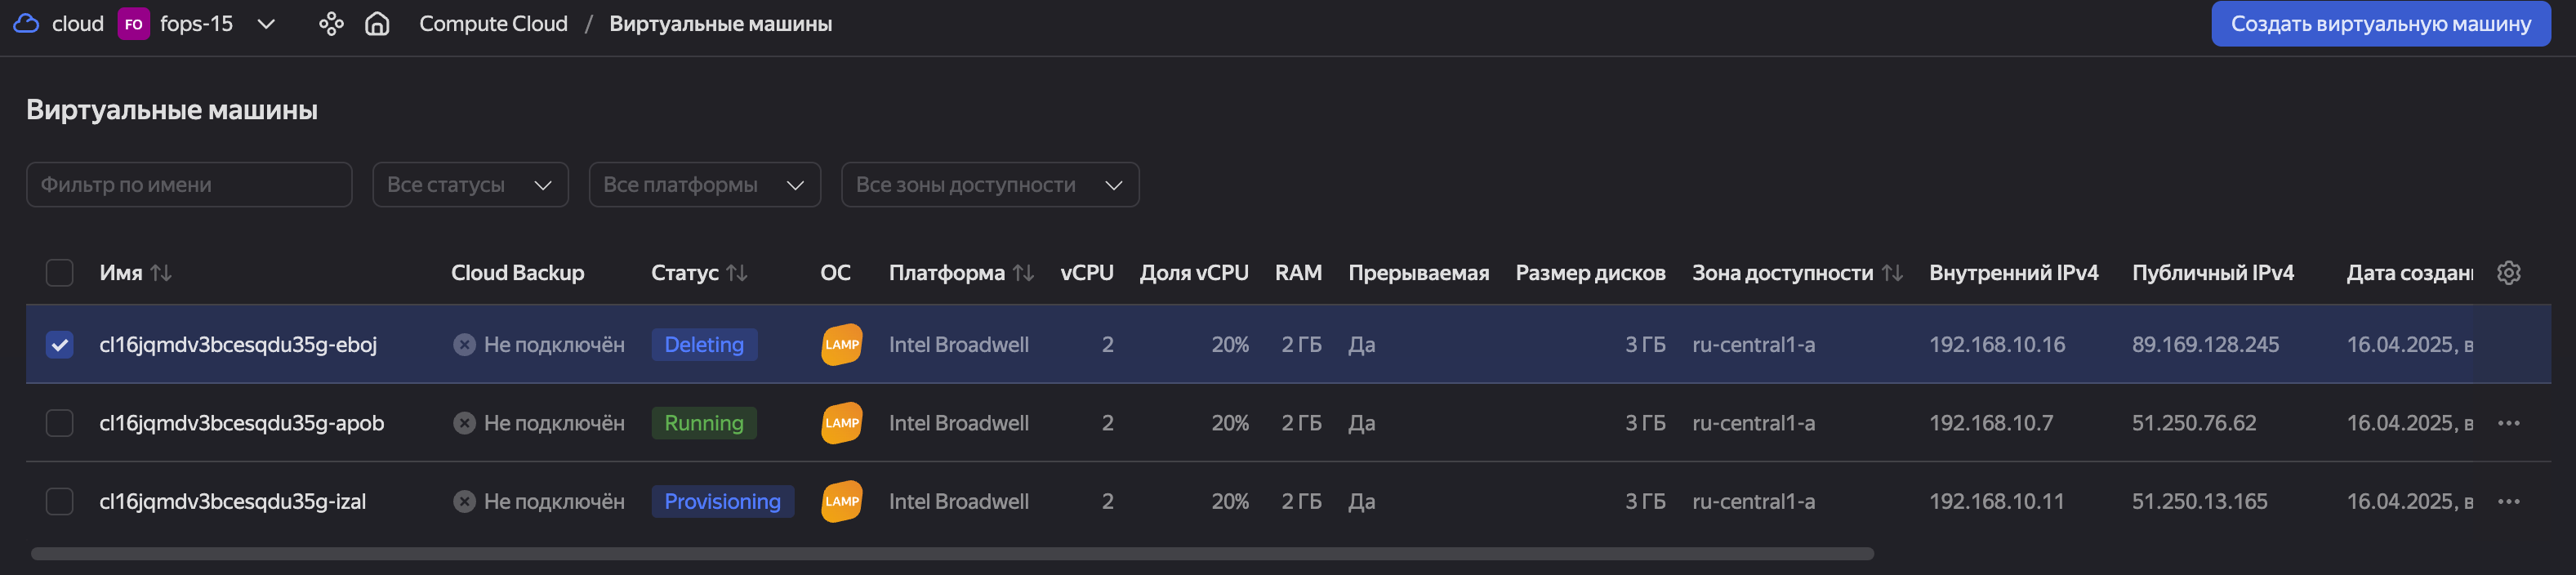 cloud FO fops-15 Compute Cloud / Виртуальные машины Создать виртуальную машину
Виртуальные машины
Фильтр по имени Все статусы Все платформы Все зоны доступности
Имя Cloud Backup Статус ОС Платформа vCPU Доля vCPU RAM Прерываемая Размер дисков Зона доступности Внутренний IPv4 Публичный IPv4 Дата создан
cl16jqmdv3bcesqdu35g-eboj Не подключён Deleting LAMP Intel Broadwell 2 20% 2 ГБ Да 3 ГБ ru-central1-a 192.168.10.16 89.169.128.245 16.04.2025, в
cl16jqmdv3bcesqdu35g-apob Не подключён Running LAMP Intel Broadwell 2 20% 2 ГБ Да 3 ГБ ru-central1-a 192.168.10.7 51.250.76.62 16.04.2025, в
cl16jqmdv3bcesqdu35g-izal Не подключён Provisioning LAMP Intel Broadwell 2 20% 2 ГБ Да 3 ГБ ru-central1-a 192.168.10.11 51.250.13.165 16.04.2025, в